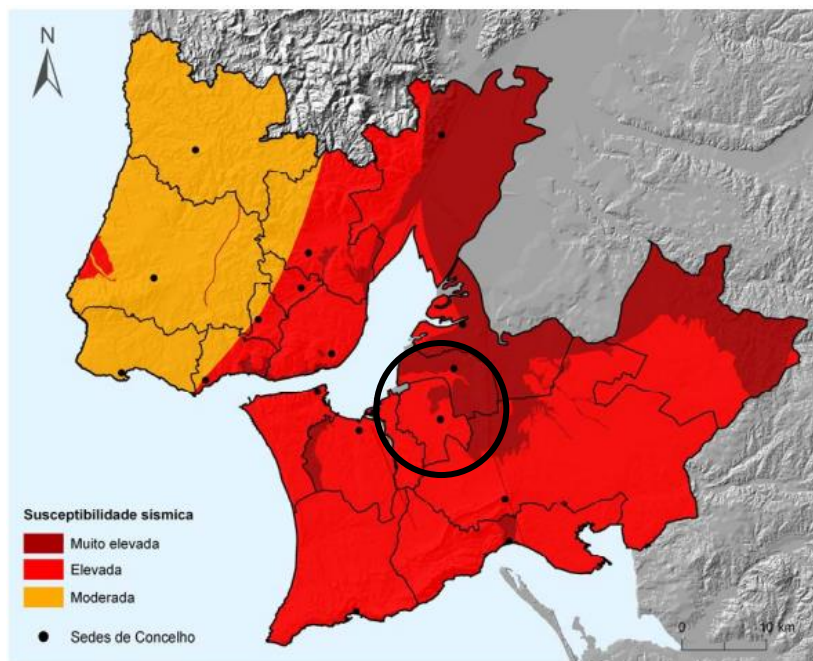 N
Susceptibilidade sísmica
Muito elevada
Elevada
Moderada
Sedes de Concelho
0 10 km